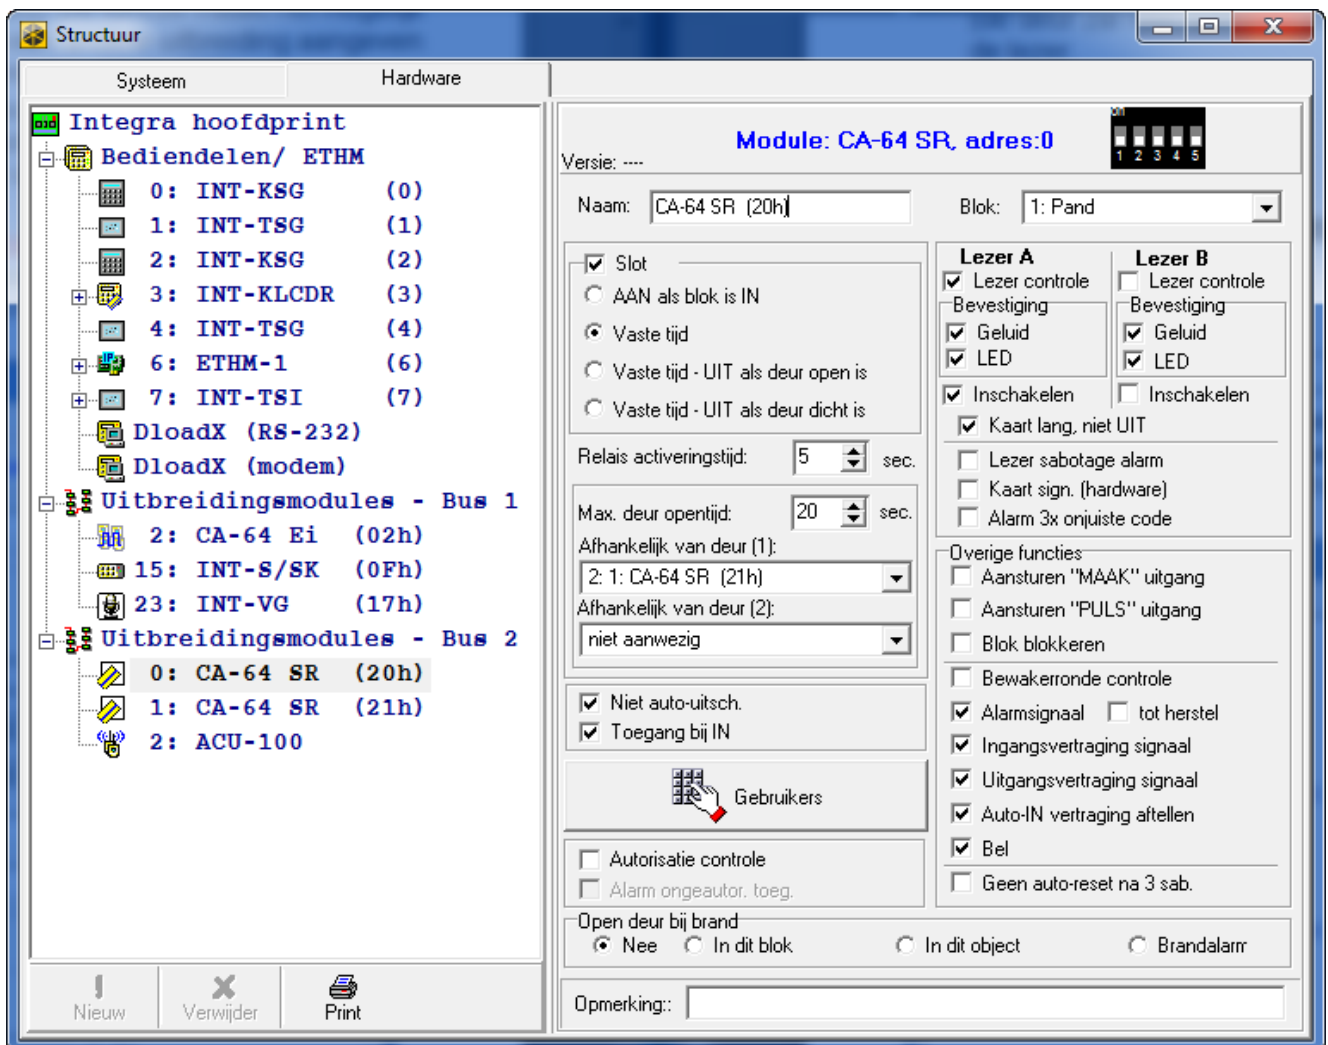 Structuur
Systeem
Hardware
Integra hoofdprint
Bediendelen/ ETHM
0: INT-KSG (0)
1: INT-TSG (1)
2: INT-KSG (2)
3: INT-KLCDR (3)
4: INT-TSG (4)
6: ETHM-1 (6)
7: INT-TSI (7)
DloadX (RS-232)
DloadX (modem)
Uitbreidingsmodules - Bus 1
2: CA-64 Ei (02h)
15: INT-S/SK (0Fh)
23: INT-VG (17h)
Uitbreidingsmodules - Bus 2
0: CA-64 SR (20h)
1: CA-64 SR (21h)
2: ACU-100
Nieuw
Verwijder
Print
Module: CA-64 SR, adres:0
1 2 3 4 5
Versie: ----
Naam: CA-64 SR (20h)
Blok: 1: Pand
Slot
AAN als blok is IN
Vaste tijd
Vaste tijd - UIT als deur open is
Vaste tijd - UIT als deur dicht is
Relais activeringstijd: 5 sec.
Max. deur opentijd: 20 sec.
Afhankelijk van deur (1):
2: 1: CA-64 SR (21h)
Afhankelijk van deur (2):
niet aanwezig
Niet auto-uitsch.
Toegang bij IN
Gebruikers
Autorisatie controle
Alarm ongeautor. toeg.
Lezer A
Lezer controle
Bevestiging
Geluid
LED
Inschakelen
Lezer B
Lezer controle
Bevestiging
Geluid
LED
Inschakelen
Kaart lang, niet UIT
Lezer sabotage alarm
Kaart sign. (hardware)
Alarm 3x onjuiste code
Overige functies
Aansturen "MAAK" uitgang
Aansturen "PULS" uitgang
Blok blokkeren
Bewakerronde controle
Alarmsignaal tot herstel
Ingangsvertraging signaal
Uitgangsvertraging signaal
Auto-IN vertraging aftellen
Bel
Geen auto-reset na 3 sab.
Open deur bij brand
Nee In dit blok In dit object Brandalarm
Opmerking::